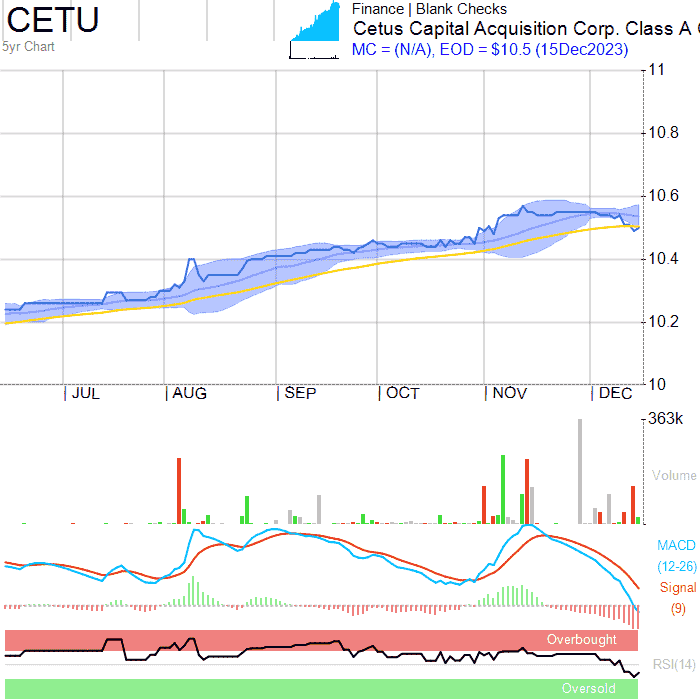 CETU
Finance | Blank Checks
Cetus Capital Acquisition Corp. Class A
5yr Chart
MC = (N/A), EOD = $10.5 (15Dec2023)
11
10.8
10.6
10.4
10.2
10
JUL AUG SEP OCT NOV DEC
363k
Volume
MACD
(12-26)
Signal
(9)
Overbought
RSI(14)
Oversold